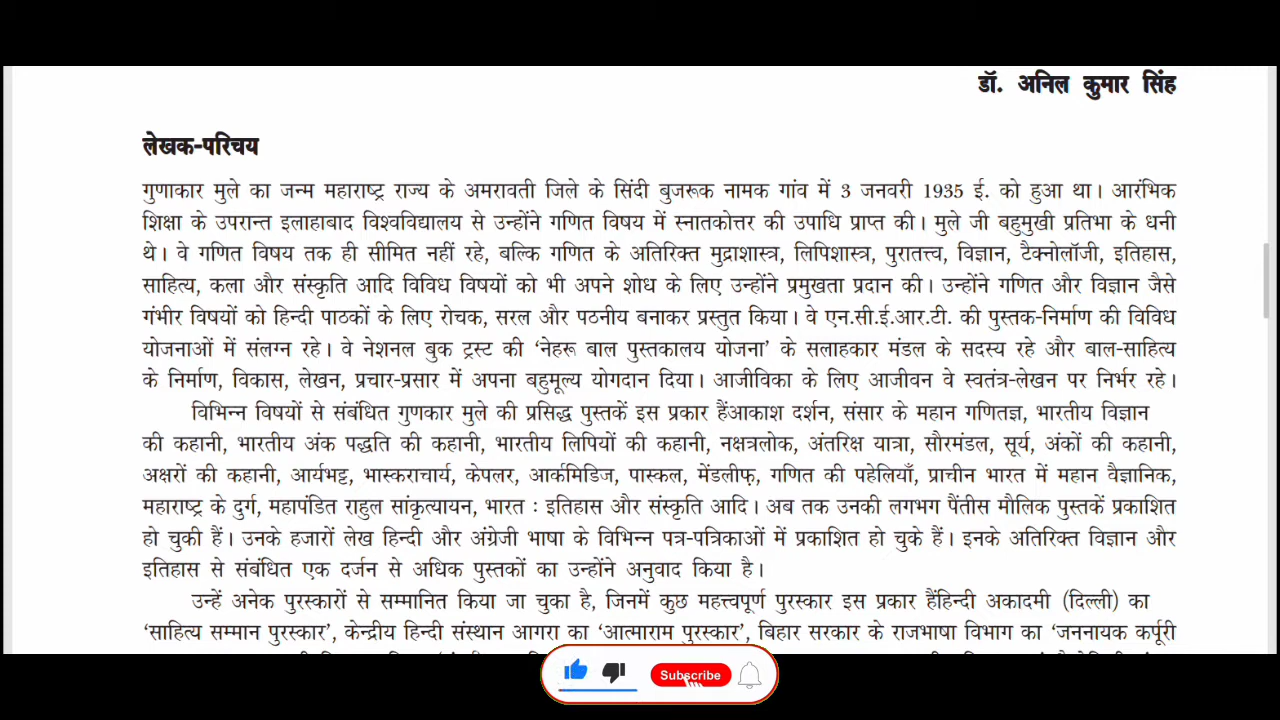 डॉ. अनिल कुमार सिंह
लेखक-परिचय
गुणाकार मुले का जन्म महाराष्ट्र राज्य के अमरावती जिले के सिंदी बुजरूक नामक गांव में 3 जनवरी 1935 ई. को हुआ था। आरंभिक
शिक्षा के उपरान्त इलाहाबाद विश्वविद्यालय से उन्होंने गणित विषय में स्नातकोत्तर की उपाधि प्राप्त की। मुले जी बहुमुखी प्रतिभा के धनी
थे। वे गणित विषय तक ही सीमित नहीं रहे, बल्कि गणित के अतिरिक्त मुद्राशास्त्र, लिपिशास्त्र, पुरातत्त्व, विज्ञान, टैक्नोलॉजी, इतिहास,
साहित्य, कला और संस्कृति आदि विविध विषयों को भी अपने शोध के लिए उन्होंने प्रमुखता प्रदान की। उन्होंने गणित और विज्ञान जैसे
गंभीर विषयों को हिन्दी पाठकों के लिए रोचक, सरल और पठनीय बनाकर प्रस्तुत किया। वे एन.सी.ई.आर.टी. की पुस्तक-निर्माण की विविध
योजनाओं में संलग्न रहे। वे नेशनल बुक ट्रस्ट की ‘नेहरू बाल पुस्तकालय योजना’ के सलाहकार मंडल के सदस्य रहे और बाल-साहित्य
के निर्माण, विकास, लेखन, प्रचार-प्रसार में अपना बहुमूल्य योगदान दिया। आजीविका के लिए आजीवन वे स्वतंत्र-लेखन पर निर्भर रहे।
विभिन्न विषयों से संबंधित गुणकार मुले की प्रसिद्ध पुस्तकें इस प्रकार हैंआकाश दर्शन, संसार के महान गणितज्ञ, भारतीय विज्ञान
की कहानी, भारतीय अंक पद्धति की कहानी, भारतीय लिपियों की कहानी, नक्षत्रलोक, अंतरिक्ष यात्रा, सौरमंडल, सूर्य, अंकों की कहानी,
अक्षरों की कहानी, आर्यभट्ट, भास्कराचार्य, केपलर, आर्कमिडिज, पास्कल, मेंडलीफ़, गणित की पहेलियाँ, प्राचीन भारत में महान वैज्ञानिक,
महाराष्ट्र के दुर्ग, महापंडित राहुल सांकृत्यायन, भारत : इतिहास और संस्कृति आदि। अब तक उनकी लगभग पैंतीस मौलिक पुस्तकें प्रकाशित
हो चुकी हैं। उनके हजारों लेख हिन्दी और अंग्रेजी भाषा के विभिन्न पत्र-पत्रिकाओं में प्रकाशित हो चुके हैं। इनके अतिरिक्त विज्ञान और
इतिहास से संबंधित एक दर्जन से अधिक पुस्तकों का उन्होंने अनुवाद किया है।
उन्हें अनेक पुरस्कारों से सम्मानित किया जा चुका है, जिनमें कुछ महत्त्वपूर्ण पुरस्कार इस प्रकार हैंहिन्दी अकादमी (दिल्ली) का
‘साहित्य सम्मान पुरस्कार’, केन्द्रीय हिन्दी संस्थान आगरा का ‘आत्माराम पुरस्कार’, बिहार सरकार के राजभाषा विभाग का ‘जननायक कर्पूरी
Subscribe